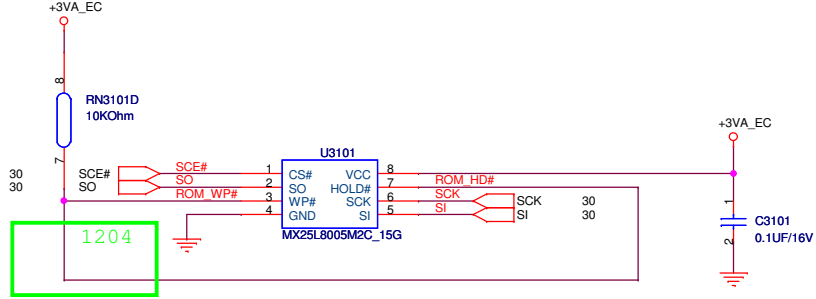 +3VA_EC
8
RN3101D
10KOhm
7
+3VA_EC
U3101
30 SCE# SCE# 1 CS# VCC 8
30 SO SO 2 SO HOLD# 7 ROM_HD#
ROM_WP# 3 WP# SCK 6 SCK SCK 30
4 GND SI 5 SI SI 30
MX25L8005M2C_15G
1
C3101
0.1UF/16V
2
1204